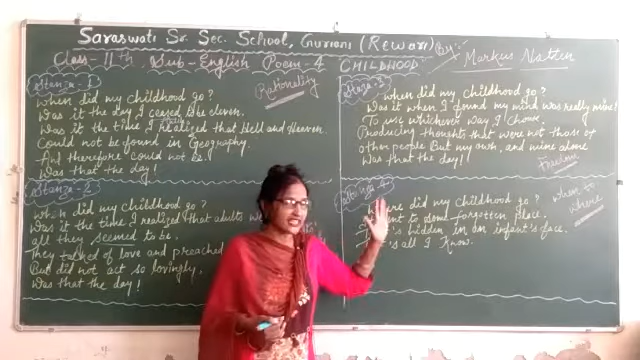 Saraswati Sr. Sec. School, Guriani (Rewari)
Class-11th Sub-English Poem-4 CHILDHOOD By:- Markus Natten
Stanza-1
Rationality
When did my childhood go?
Was it the day I ceased to be eleven,
Was it the time I realized that Hell and Heaven,
Could not be found in Geography,
And therefore could not be,
Was that the day!
Stanza-2
When did my childhood go?
Was it the time I realized that adults
all they seemed to be,
They talked of love and preached
But did not act so lovingly,
Was that the day!
Stanza-3
When did my childhood go?
Was it when I found my mind was really mine,
To use whichever way I choose,
Producing thoughts that were not those of
other people But my own, and mine alone
Was that the day!
Freedom
Where did my childhood go?
to some forgotten place,
hidden in an infant's face,
all I know.
when to
where